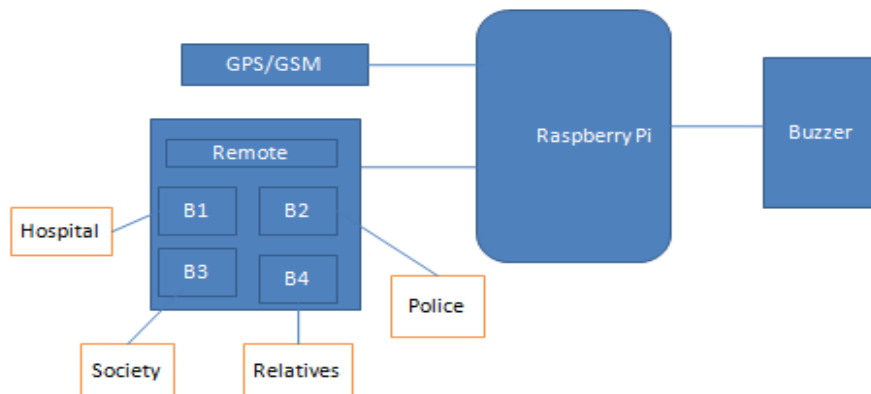 GPS/GSM
Raspberry Pi
Buzzer
Remote
B1
B2
Hospital
B3
B4
Police
Society
Relatives